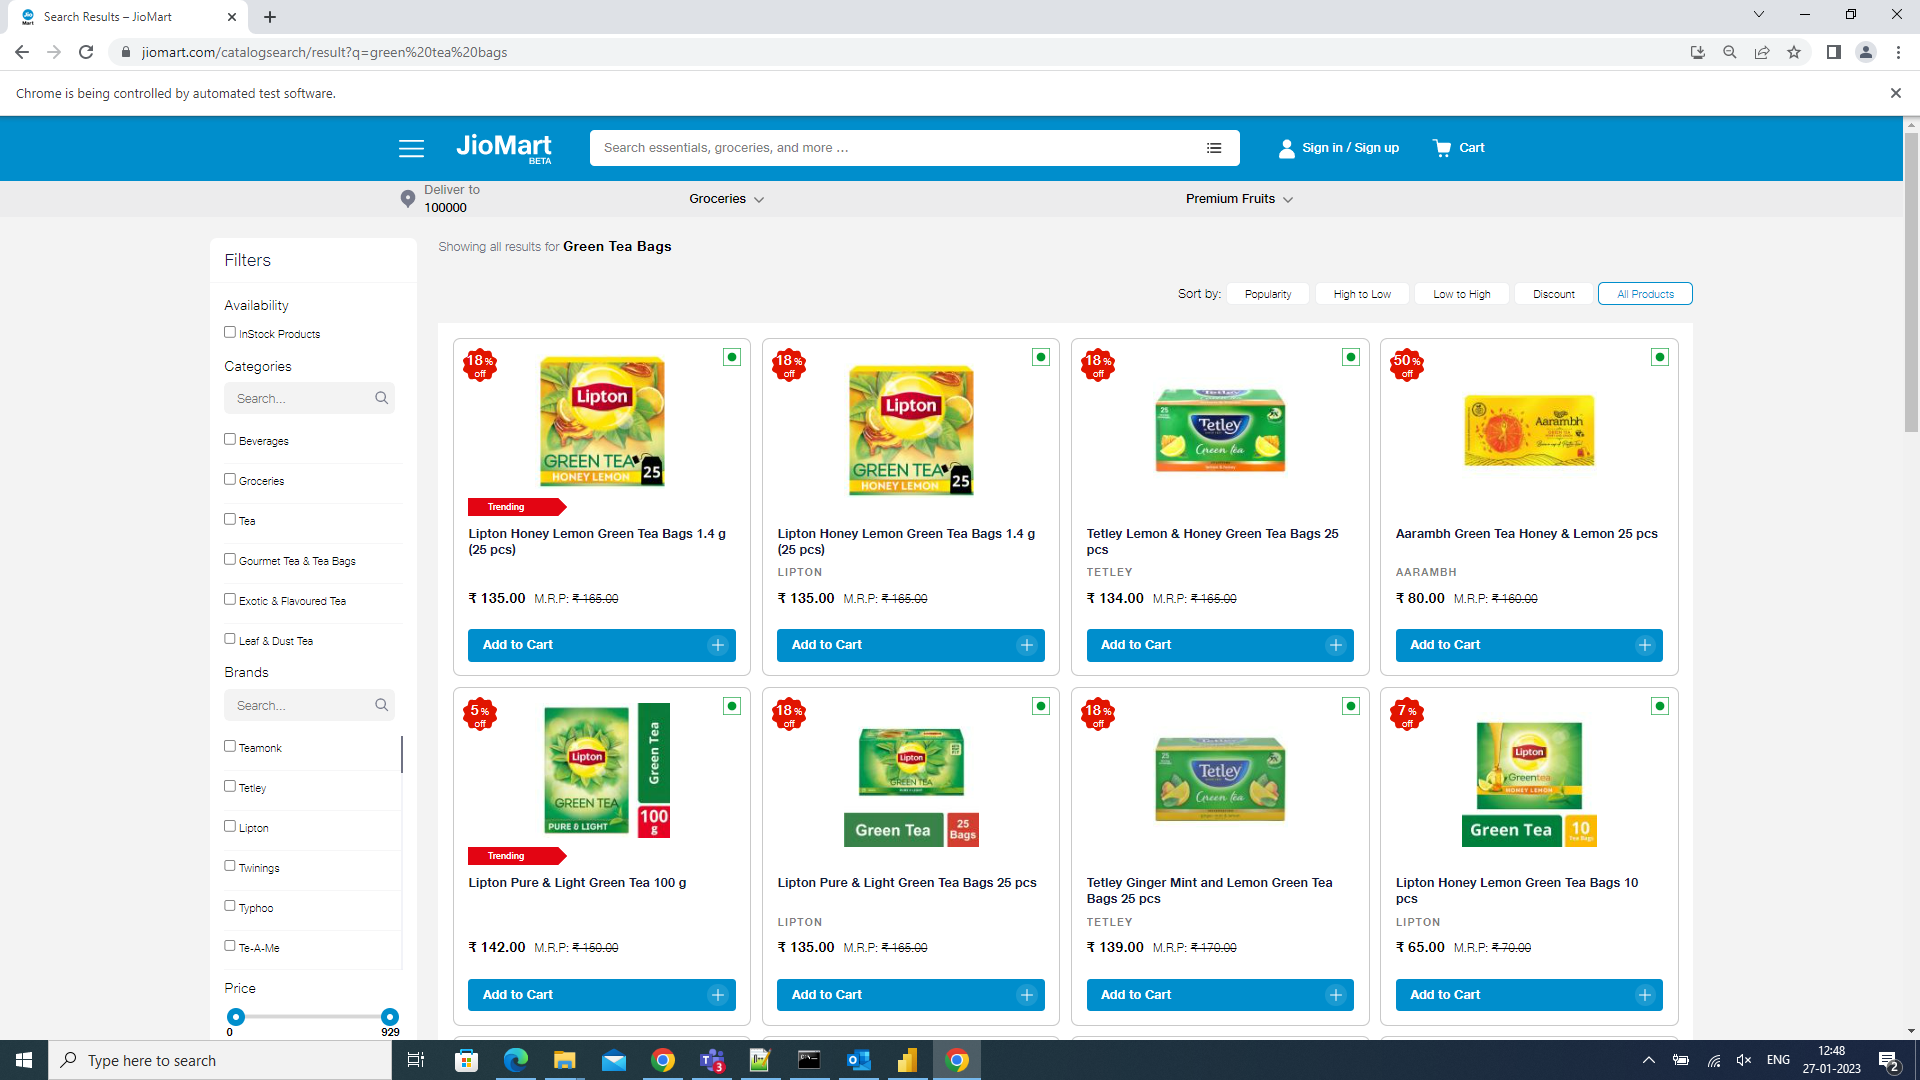 Search Results – JioMart
jiomart.com/catalogsearch/result?q=green%20tea%20bags
Chrome is being controlled by automated test software.
JioMart
BETA
Search essentials, groceries, and more ...
Sign in / Sign up
Cart
Deliver to
100000
Groceries
Premium Fruits
Filters
Availability
InStock Products
Categories
Search...
Beverages
Groceries
Tea
Gourmet Tea & Tea Bags
Exotic & Flavoured Tea
Leaf & Dust Tea
Brands
Search...
Teamonk
Tetley
Lipton
Twinings
Typhoo
Te-A-Me
Price
0
929
Showing all results for Green Tea Bags
Sort by:
Popularity
High to Low
Low to High
Discount
All Products
18%
off
Lipton
GREEN TEA
HONEY LEMON
25
Trending
Lipton Honey Lemon Green Tea Bags 1.4 g
(25 pcs)
₹ 135.00 M.R.P: ₹ 165.00
Add to Cart
18%
off
Lipton
GREEN TEA
HONEY LEMON
25
Lipton Honey Lemon Green Tea Bags 1.4 g
(25 pcs)
LIPTON
₹ 135.00 M.R.P: ₹ 165.00
Add to Cart
18%
off
25
Tetley
Green tea
Tetley Lemon & Honey Green Tea Bags 25
pcs
TETLEY
₹ 134.00 M.R.P: ₹ 165.00
Add to Cart
50%
off
Aarambh
Aarambh Green Tea Honey & Lemon 25 pcs
AARAMBH
₹ 80.00 M.R.P: ₹ 160.00
Add to Cart
5%
off
Lipton
GREEN TEA
PURE & LIGHT
Green Tea
100
g
Trending
Lipton Pure & Light Green Tea 100 g
₹ 142.00 M.R.P: ₹ 150.00
Add to Cart
18%
off
Lipton
GREEN TEA
PURE & LIGHT
Green Tea
25
Bags
Lipton Pure & Light Green Tea Bags 25 pcs
LIPTON
₹ 135.00 M.R.P: ₹ 165.00
Add to Cart
18%
off
25
Tetley
Green tea
Tetley Ginger Mint and Lemon Green Tea
Bags 25 pcs
TETLEY
₹ 139.00 M.R.P: ₹ 170.00
Add to Cart
7%
off
Lipton
Greentea
HONEY LEMON
Green Tea
10
Tea Bags
Lipton Honey Lemon Green Tea Bags 10
pcs
LIPTON
₹ 65.00 M.R.P: ₹ 70.00
Add to Cart
Type here to search
3
ENG
12:48
27-01-2023
2